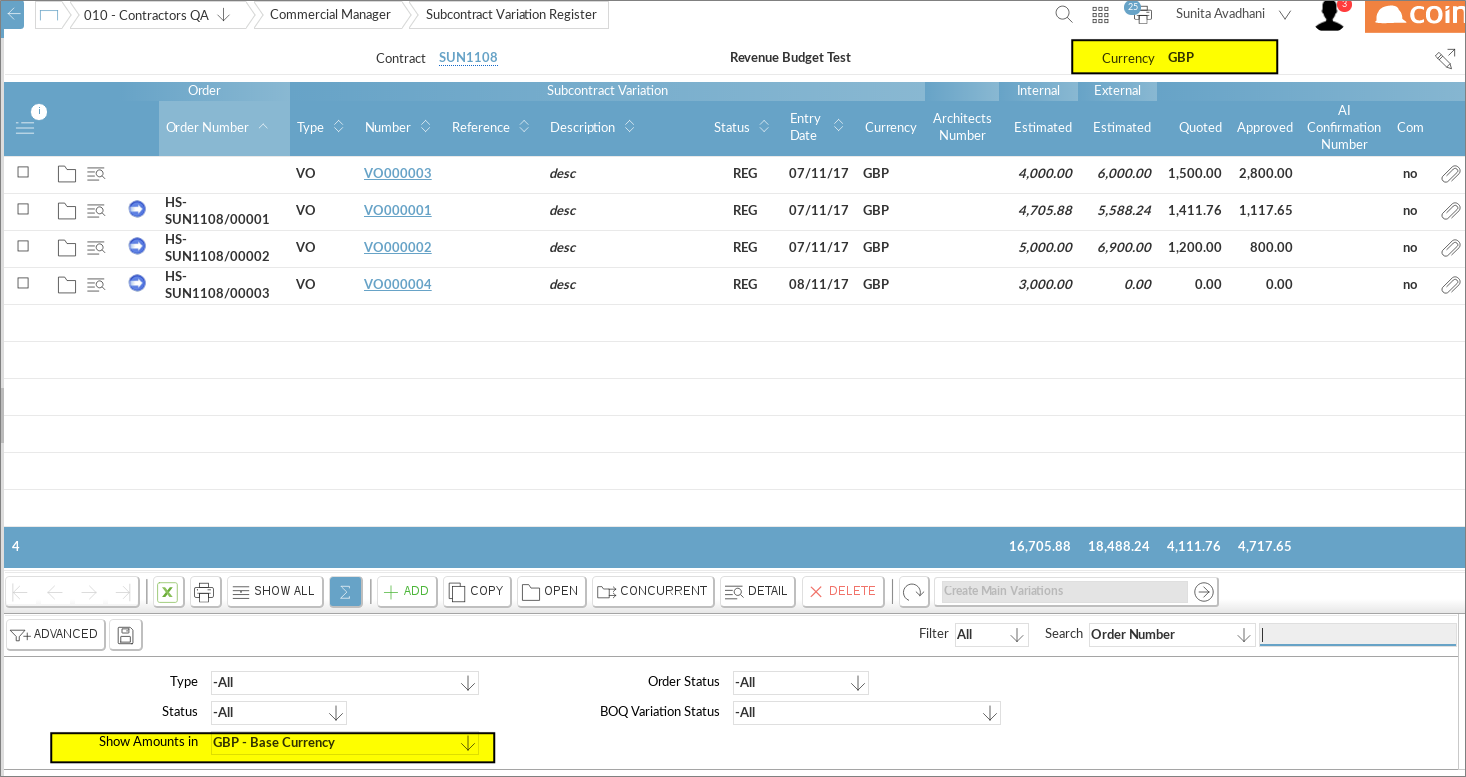 010 - Contractors QA Commercial Manager Subcontract Variation Register 25 Sunita Avadhani 3 coin
Contract SUN1108 Revenue Budget Test Currency GBP
Order Subcontract Variation Internal External
i Order Number Type Number Reference Description Status Entry Date Currency Architects Number Estimated Estimated Quoted Approved AI Confirmation Number Com
VO VO000003 desc REG 07/11/17 GBP 4,000.00 6,000.00 1,500.00 2,800.00 no
HS-
SUN1108/00001 VO VO000001 desc REG 07/11/17 GBP 4,705.88 5,588.24 1,411.76 1,117.65 no
HS-
SUN1108/00002 VO VO000002 desc REG 07/11/17 GBP 5,000.00 6,900.00 1,200.00 800.00 no
HS-
SUN1108/00003 VO VO000004 desc REG 08/11/17 GBP 3,000.00 0.00 0.00 0.00 no
4 16,705.88 18,488.24 4,111.76 4,717.65
X SHOW ALL Σ ADD COPY OPEN CONCURRENT DETAIL DELETE Create Main Variations
ADVANCED Filter All Search Order Number
Type -All Order Status -All
Status -All BOQ Variation Status -All
Show Amounts in GBP - Base Currency